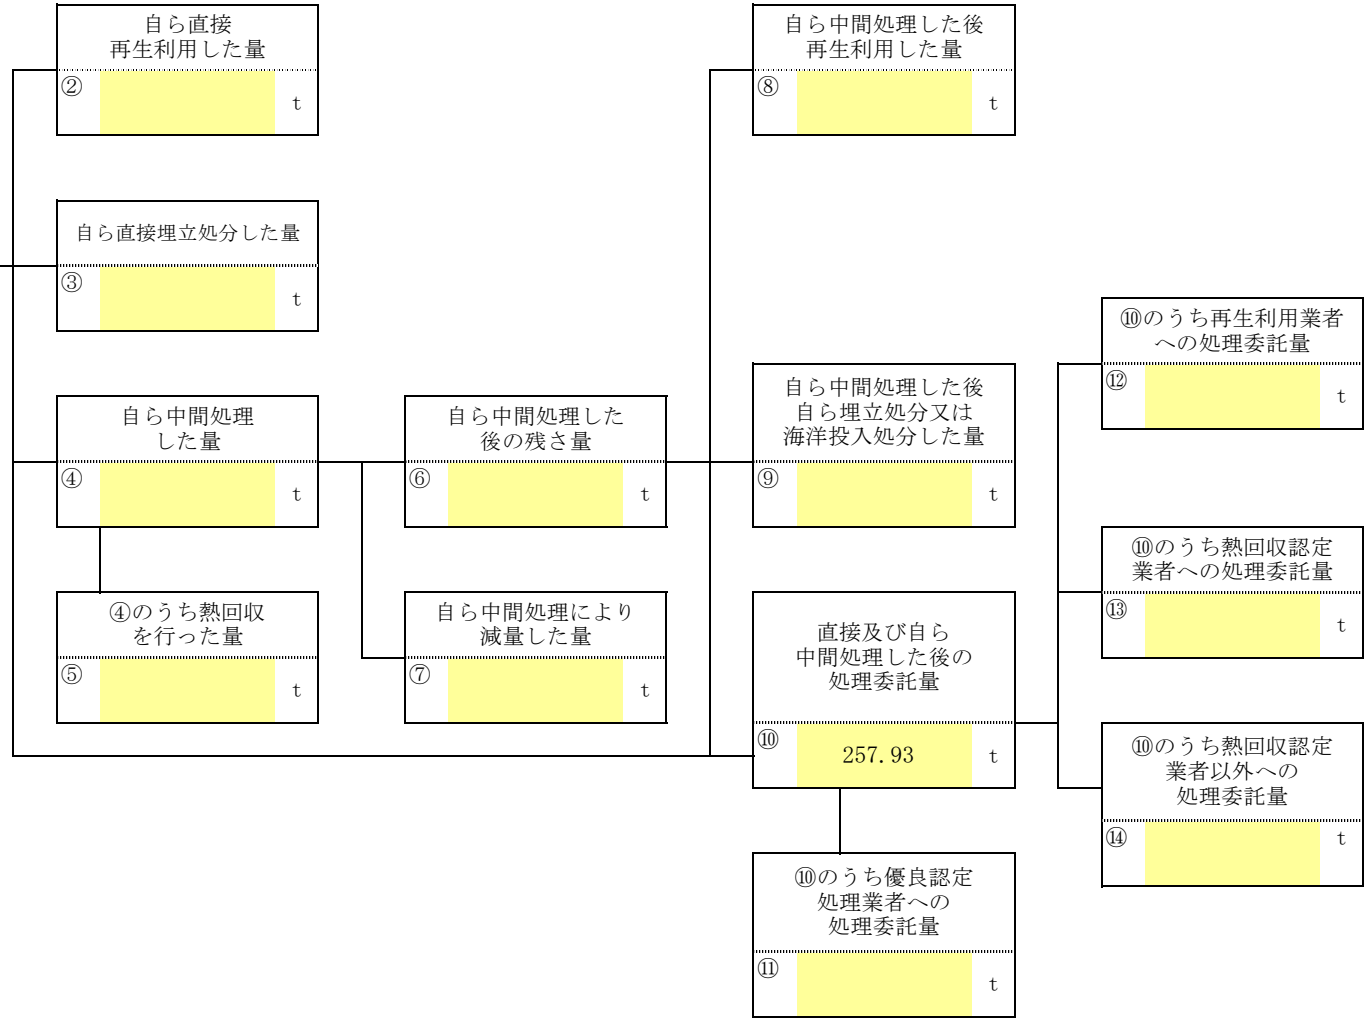 自ら直接
再生利用した量
②
t
自ら中間処理した後
再生利用した量
⑧
t
自ら直接埋立処分した量
③
t
⑩のうち再生利用業者
への処理委託量
⑫
t
自ら中間処理
した量
④
t
自ら中間処理した
後の残さ量
⑥
t
自ら中間処理した後
自ら埋立処分又は
海洋投入処分した量
⑨
t
⑩のうち熱回収認定
業者への処理委託量
⑬
t
④のうち熱回収
を行った量
⑤
t
自ら中間処理により
減量した量
⑦
t
直接及び自ら
中間処理した後の
処理委託量
⑩
257.93
t
⑩のうち熱回収認定
業者以外への
処理委託量
⑭
t
⑩のうち優良認定
処理業者への
処理委託量
⑪
t